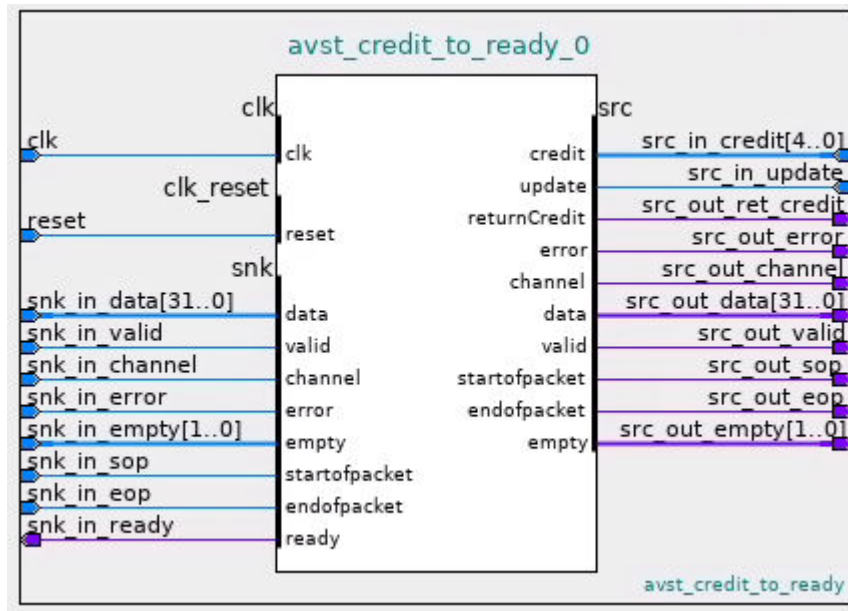 avst_credit_to_ready_0
clk
src
clk
clk
credit
src_in_credit[4..0]
clk_reset
update
src_in_update
reset
reset
returnCredit
src_out_ret_credit
error
src_out_error
snk
channel
src_out_channel
snk_in_data[31..0]
data
data
src_out_data[31..0]
snk_in_valid
valid
valid
src_out_valid
snk_in_channel
channel
startofpacket
src_out_sop
snk_in_error
error
endofpacket
src_out_eop
snk_in_empty[1..0]
empty
empty
src_out_empty[1..0]
snk_in_sop
startofpacket
snk_in_eop
endofpacket
snk_in_ready
ready
avst_credit_to_ready